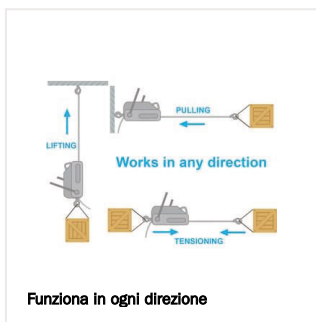 PULLING
LIFTING
Works in any direction
TENSIONING
Funziona in ogni direzione